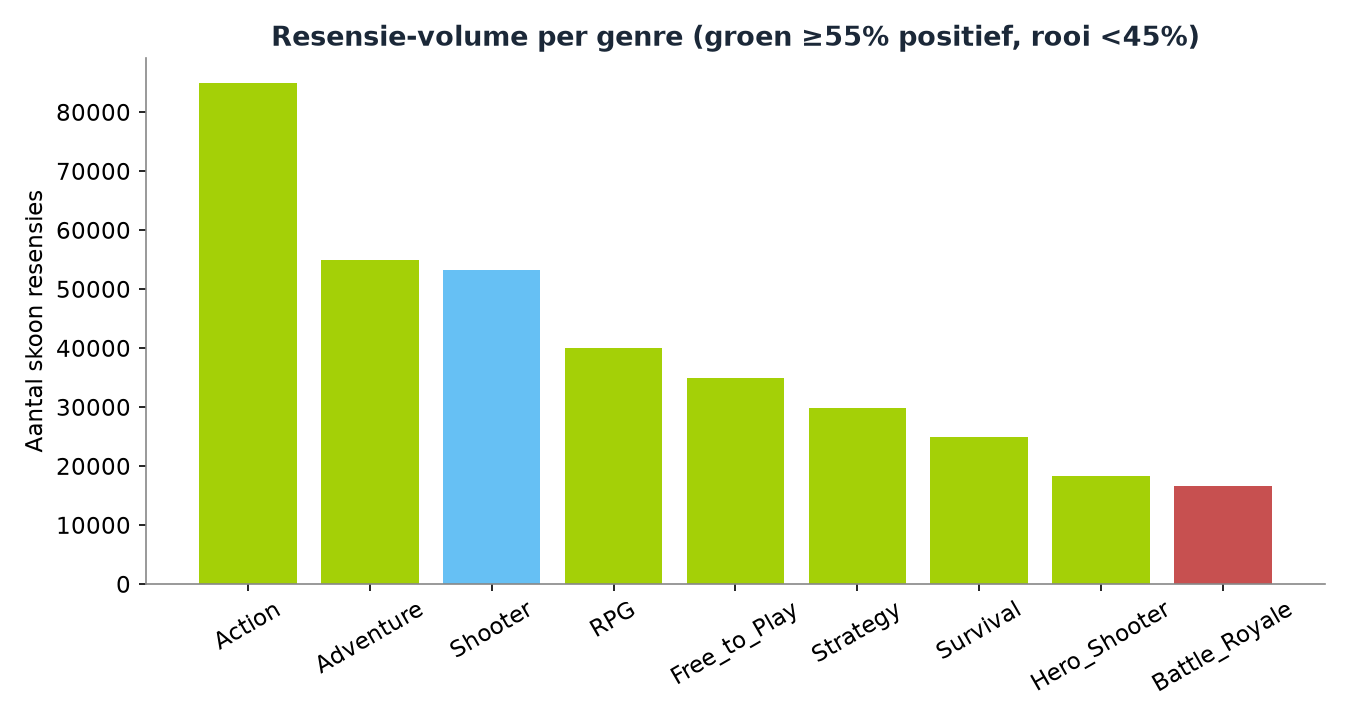 Resensie-volume per genre (groen ≥55% positief, rooi <45%)
Aantal skoon resensies
80000
70000
60000
50000
40000
30000
20000
10000
0
Action
Adventure
Shooter
RPG
Free_to_Play
Strategy
Survival
Hero_Shooter
Battle_Royale